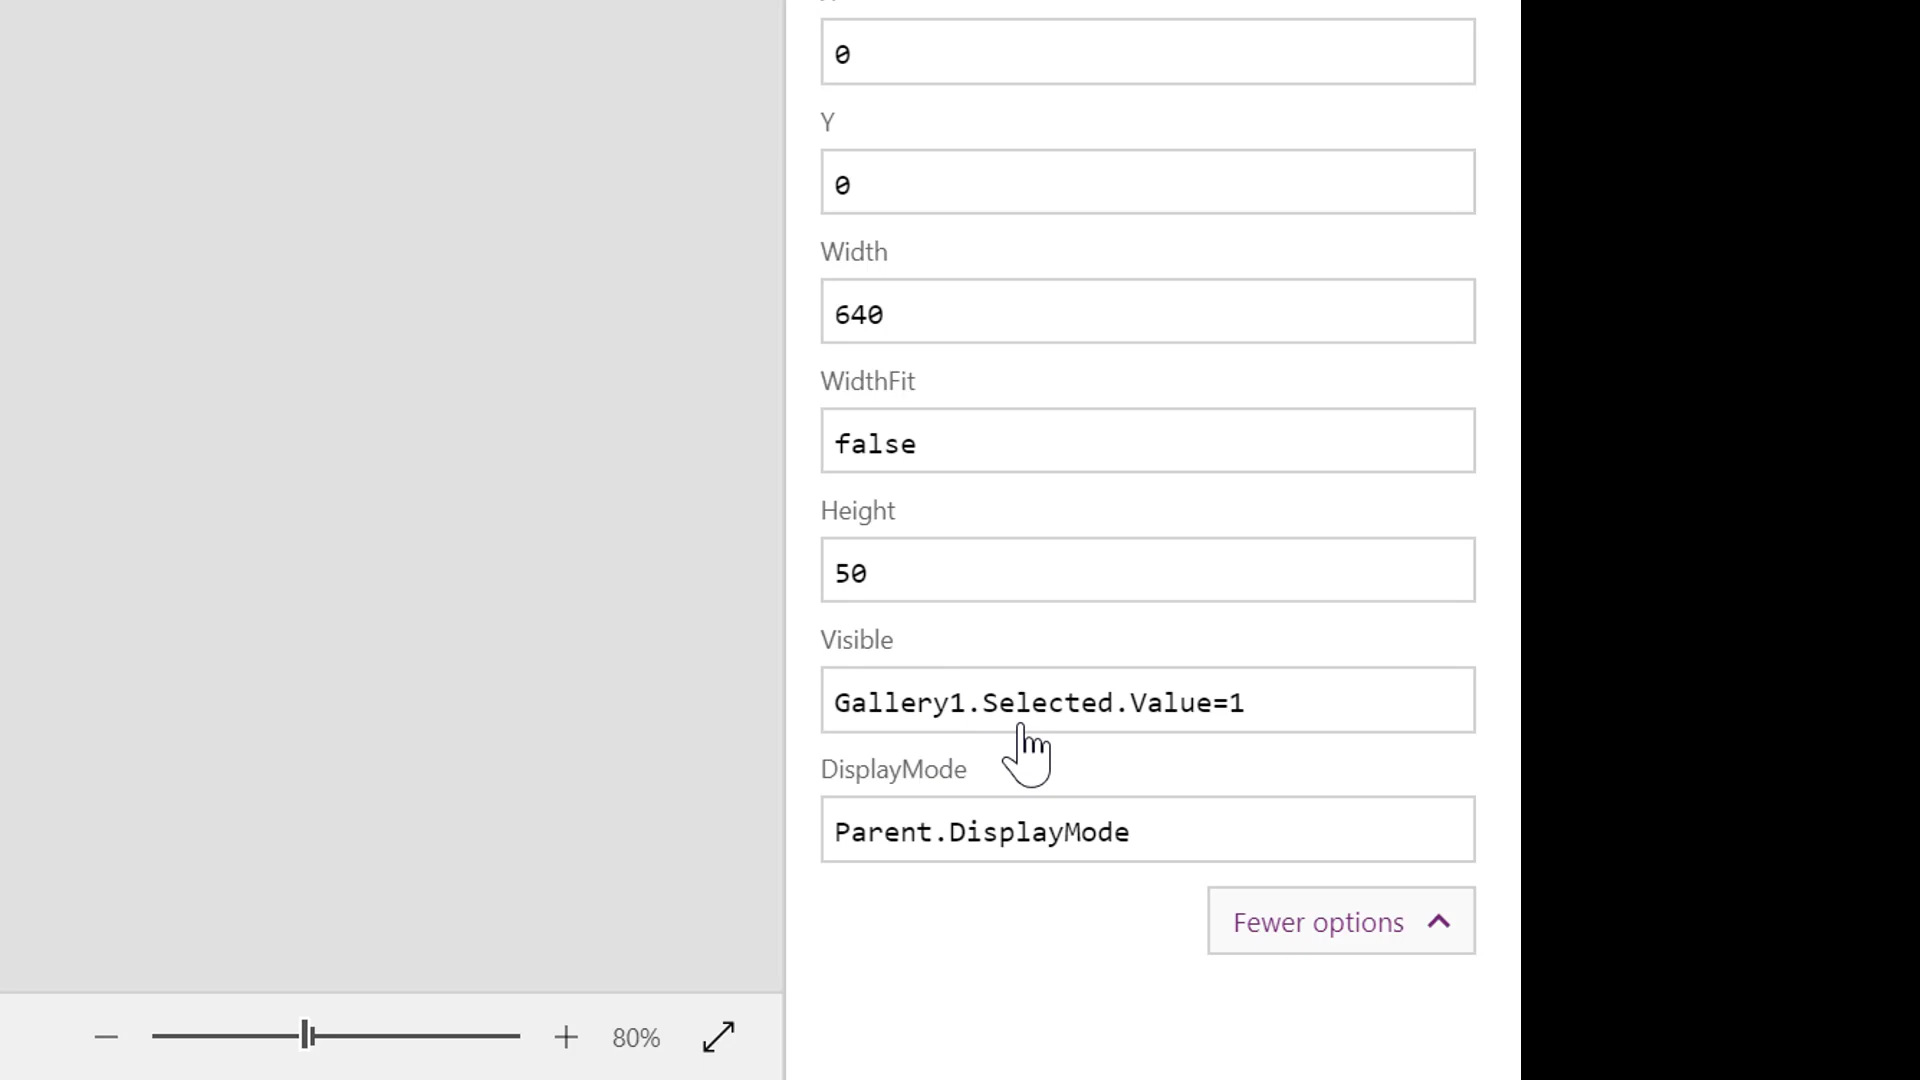 0
Y
0
Width
640
WidthFit
false
Height
50
Visible
Gallery1.Selected.Value=1
DisplayMode
Parent.DisplayMode
Fewer options
80%